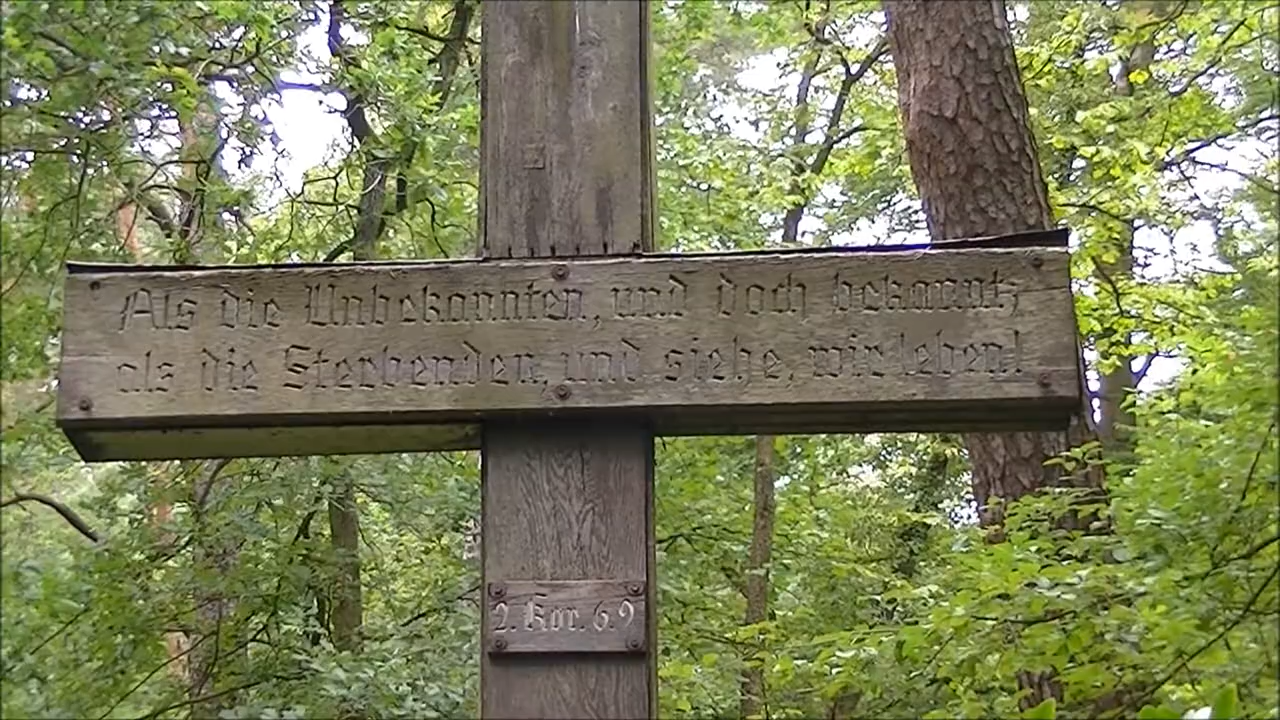 Als die Unbekannten, und doch bekannt,
als die Sterbenden, und siehe, wir leben!
2. Kor. 6.9